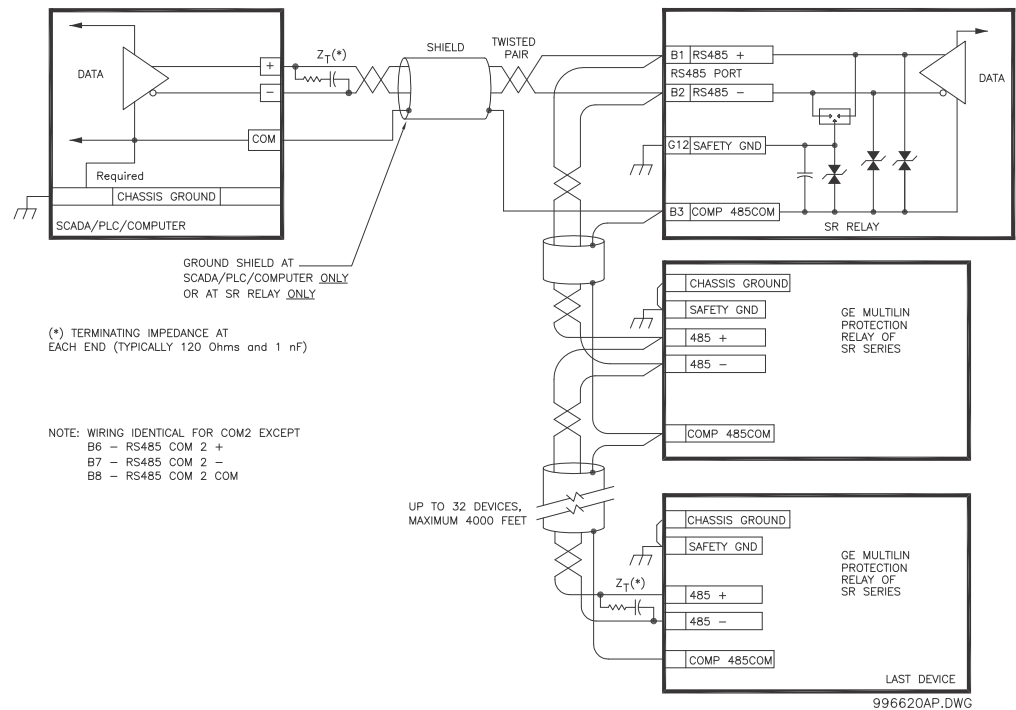 DATA
+
−
COM
Required
CHASSIS GROUND
SCADA/PLC/COMPUTER
Z_T(*)
SHIELD
TWISTED
PAIR
B1 RS485 +
RS485 PORT
B2 RS485 −
G12 SAFETY GND
B3 COMP 485COM
DATA
SR RELAY
GROUND SHIELD AT
SCADA/PLC/COMPUTER ONLY
OR AT SR RELAY ONLY
(*) TERMINATING IMPEDANCE AT
EACH END (TYPICALLY 120 Ohms and 1 nF)
CHASSIS GROUND
SAFETY GND
485 +
485 −
COMP 485COM
GE MULTILIN
PROTECTION
RELAY OF
SR SERIES
NOTE: WIRING IDENTICAL FOR COM2 EXCEPT
B6 − RS485 COM 2 +
B7 − RS485 COM 2 −
B8 − RS485 COM 2 COM
UP TO 32 DEVICES,
MAXIMUM 4000 FEET
CHASSIS GROUND
SAFETY GND
Z_T(*)
485 +
485 −
COMP 485COM
GE MULTILIN
PROTECTION
RELAY OF
SR SERIES
LAST DEVICE
996620AP.DWG